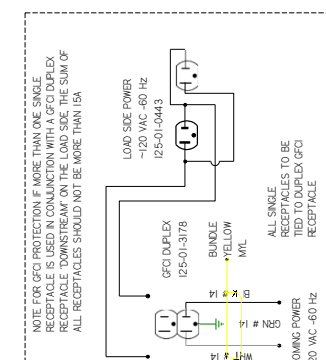 NOTE FOR GFCI PROTECTION IF MORE THAN ONE SINGLE
RECEPTACLE IS USED IN CONJUNCTION WITH A GFCI DUPLEX
RECEPTACLE "DOWNSTREAM" ON THE LOAD SIDE, THE SUM OF
ALL RECEPTACLES SHOULD NOT BE MORE THAN 15A
LOAD SIDE POWER
~120 VAC -60 Hz
125-01-0443
GFCI DUPLEX
125-01-3178
BUNDLE
YELLOW
MYL
ALL SINGLE
RECEPTACLES TO BE
TIED TO DUPLEX GFCI
RECEPTACLE
BLK # 14
GRN # 14
WHT # 14
OMING POWER
20 VAC -60 Hz